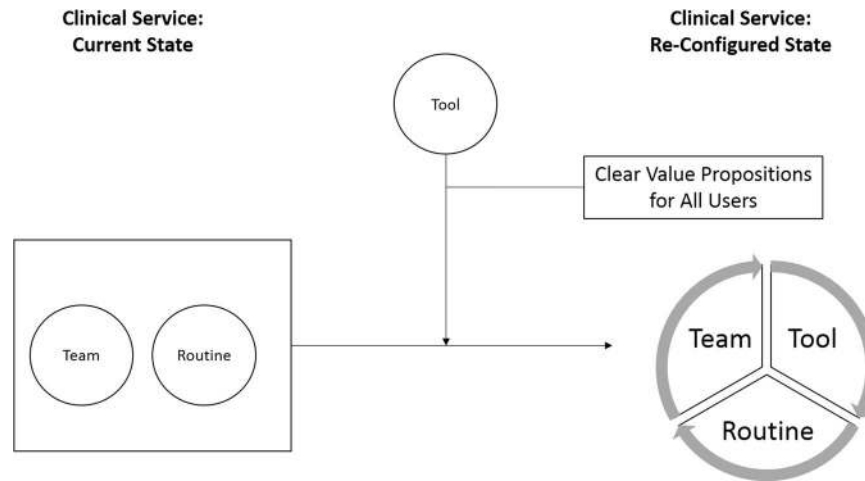 Clinical Service:
Current State
Clinical Service:
Re-Configured State
Tool
Clear Value Propositions
for All Users
Team
Routine
Team
Tool
Routine